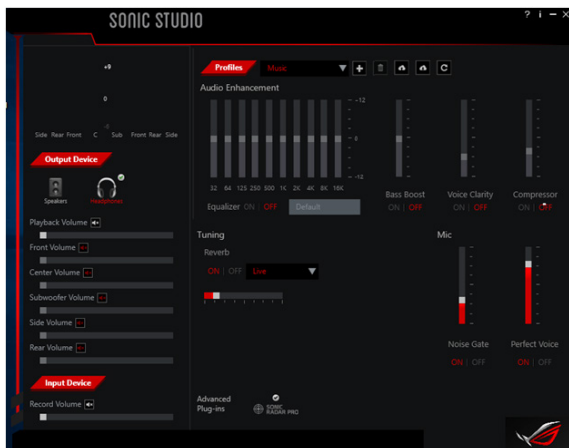 SONIC STUDIO
? i
+9
0
-9
Side Rear Front C Sub Front Rear Side
Output Device
Speakers Headphones
Playback Volume
Front Volume
Center Volume
Subwoofer Volume
Side Volume
Rear Volume
Input Device
Record Volume
Profiles Music
Audio Enhancement
-+12
- 0
--12
32 64 125 250 500 1K 2K 4K 8K 16K
Equalizer ON | OFF Default
Bass Boost Voice Clarity Compressor
ON | OFF ON | OFF ON | OFF
Tuning
Reverb
ON | OFF Live
Mic
Noise Gate Perfect Voice
ON | OFF ON | OFF
Advanced
Plug-ins
SONIC
RADAR PRO